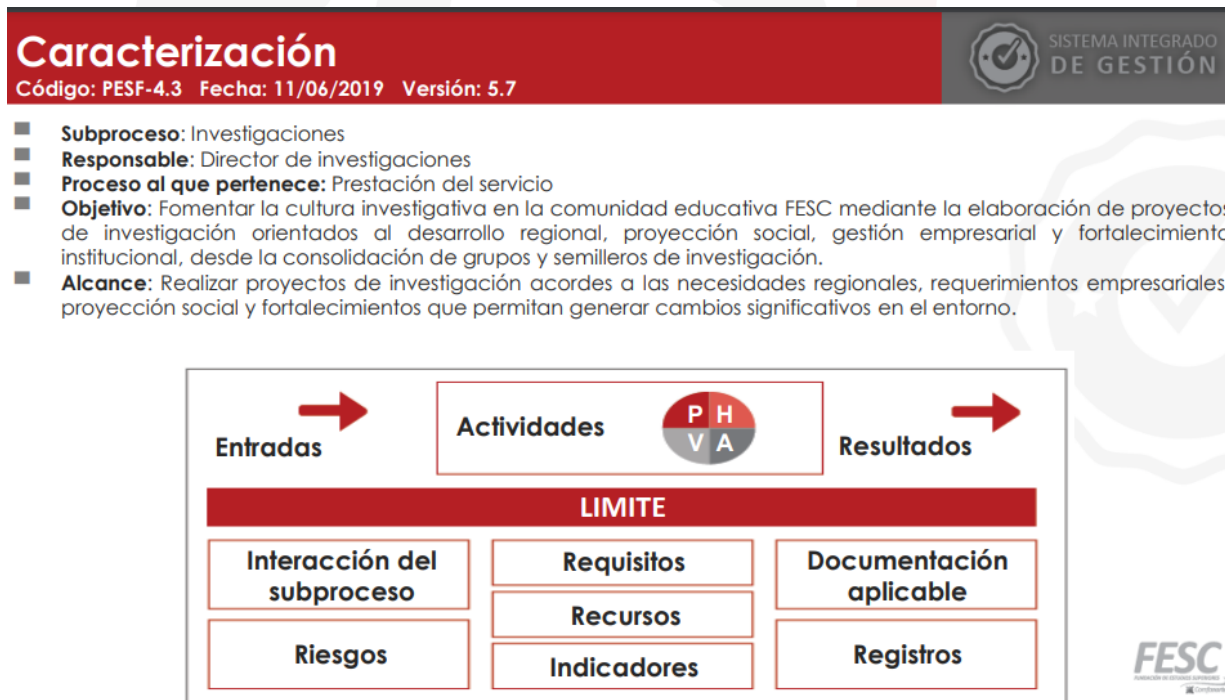 Caracterización
Código: PESF-4.3 Fecha: 11/06/2019 Versión: 5.7
SISTEMA INTEGRADO
DE GESTIÓN
Subproceso: Investigaciones
Responsable: Director de investigaciones
Proceso al que pertenece: Prestación del servicio
Objetivo: Fomentar la cultura investigativa en la comunidad educativa FESC mediante la elaboración de proyectos
de investigación orientados al desarrollo regional, proyección social, gestión empresarial y fortalecimiento
institucional, desde la consolidación de grupos y semilleros de investigación.
Alcance: Realizar proyectos de investigación acordes a las necesidades regionales, requerimientos empresariales
proyección social y fortalecimientos que permitan generar cambios significativos en el entorno.
Entradas
Actividades
P H
V A
Resultados
LIMITE
Interacción del
subproceso
Requisitos
Documentación
aplicable
Recursos
Riesgos
Indicadores
Registros
FESC